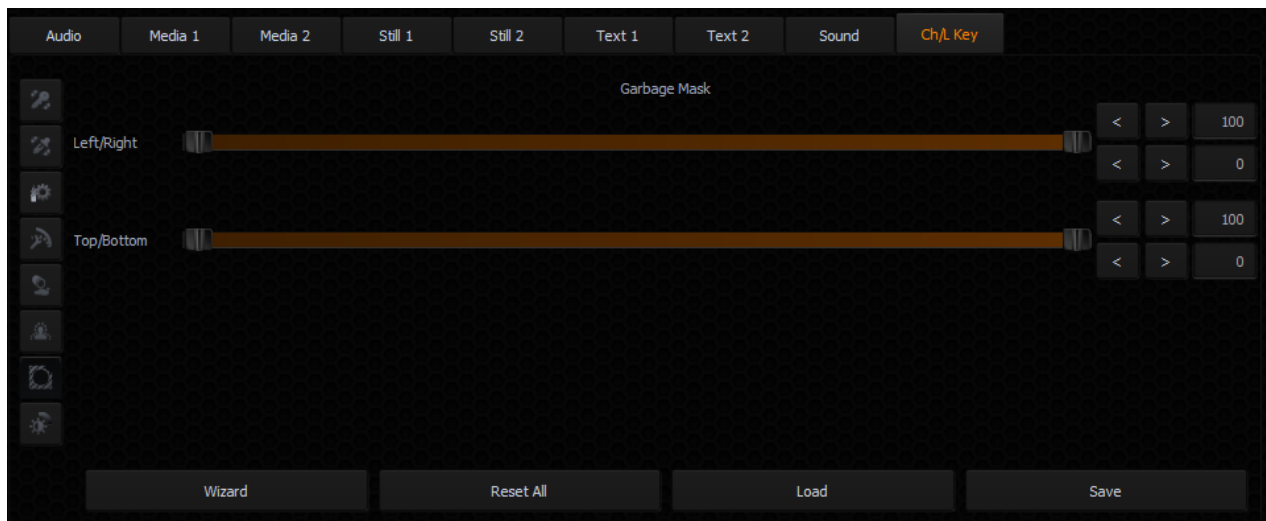 Audio Media 1 Media 2 Still 1 Still 2 Text 1 Text 2 Sound Ch/L Key
Garbage Mask
< > 100
Left/Right
< > 0
< > 100
Top/Bottom
< > 0
Wizard Reset All Load Save